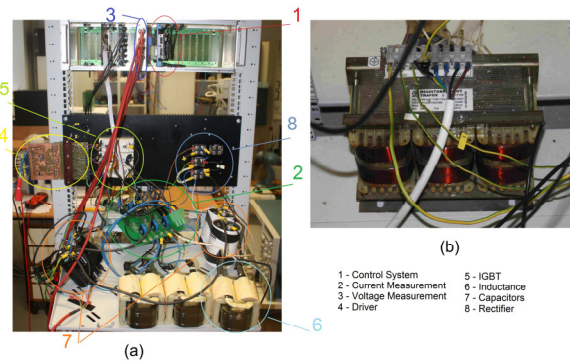 (a)
3
1
5
4
8
2
7
6
(b)
TRAFOX
1 - Control System
2 - Current Measurement
3 - Voltage Measurement
4 - Driver
5 - IGBT
6 - Inductance
7 - Capacitors
8 - Rectifier
(a)